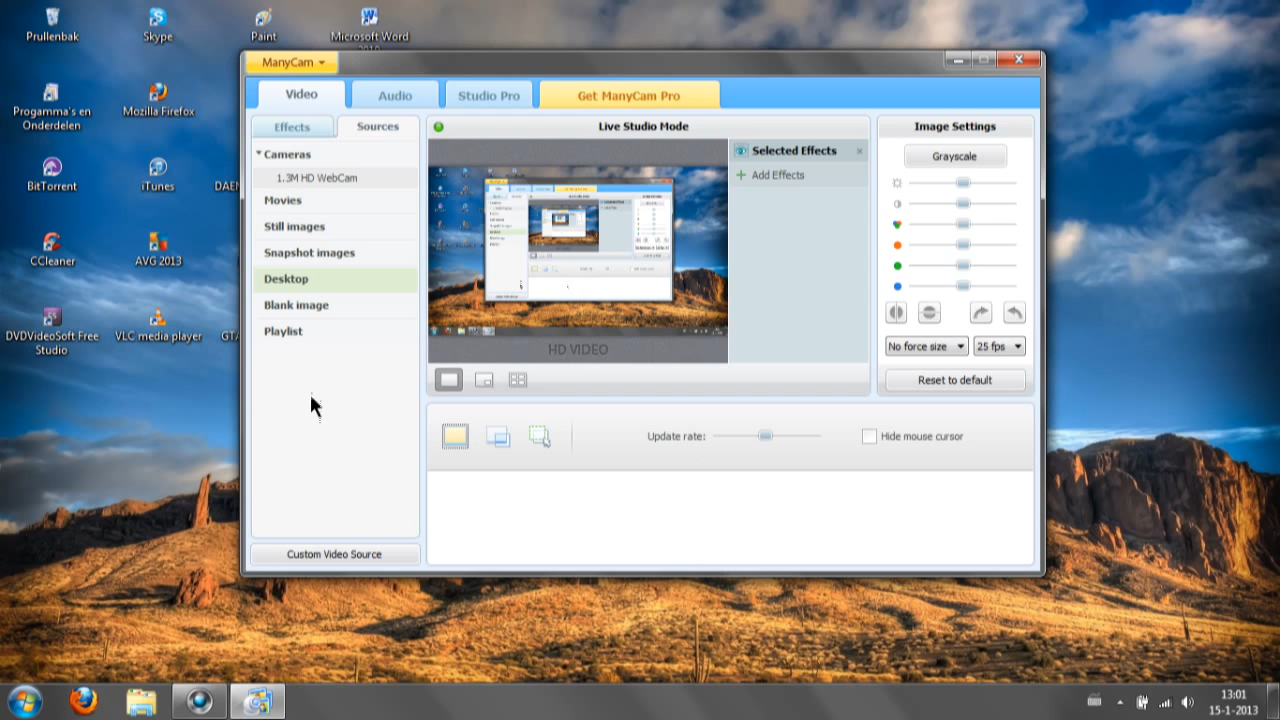 Prullenbak
Skype
Paint
Microsoft Word
2010
Progamma's en
Onderdelen
Mozilla Firefox
BitTorrent
iTunes
DAE
CCleaner
AVG 2013
DVDVideoSoft Free
Studio
VLC media player
GT
ManyCam
Video
Audio
Studio Pro
Get ManyCam Pro
Effects
Sources
Cameras
1.3M HD WebCam
Movies
Still images
Snapshot images
Desktop
Blank image
Playlist
Custom Video Source
Live Studio Mode
HD VIDEO
Selected Effects
Add Effects
Image Settings
Grayscale
No force size
25 fps
Reset to default
Update rate:
Hide mouse cursor
13:01
15-1-2013